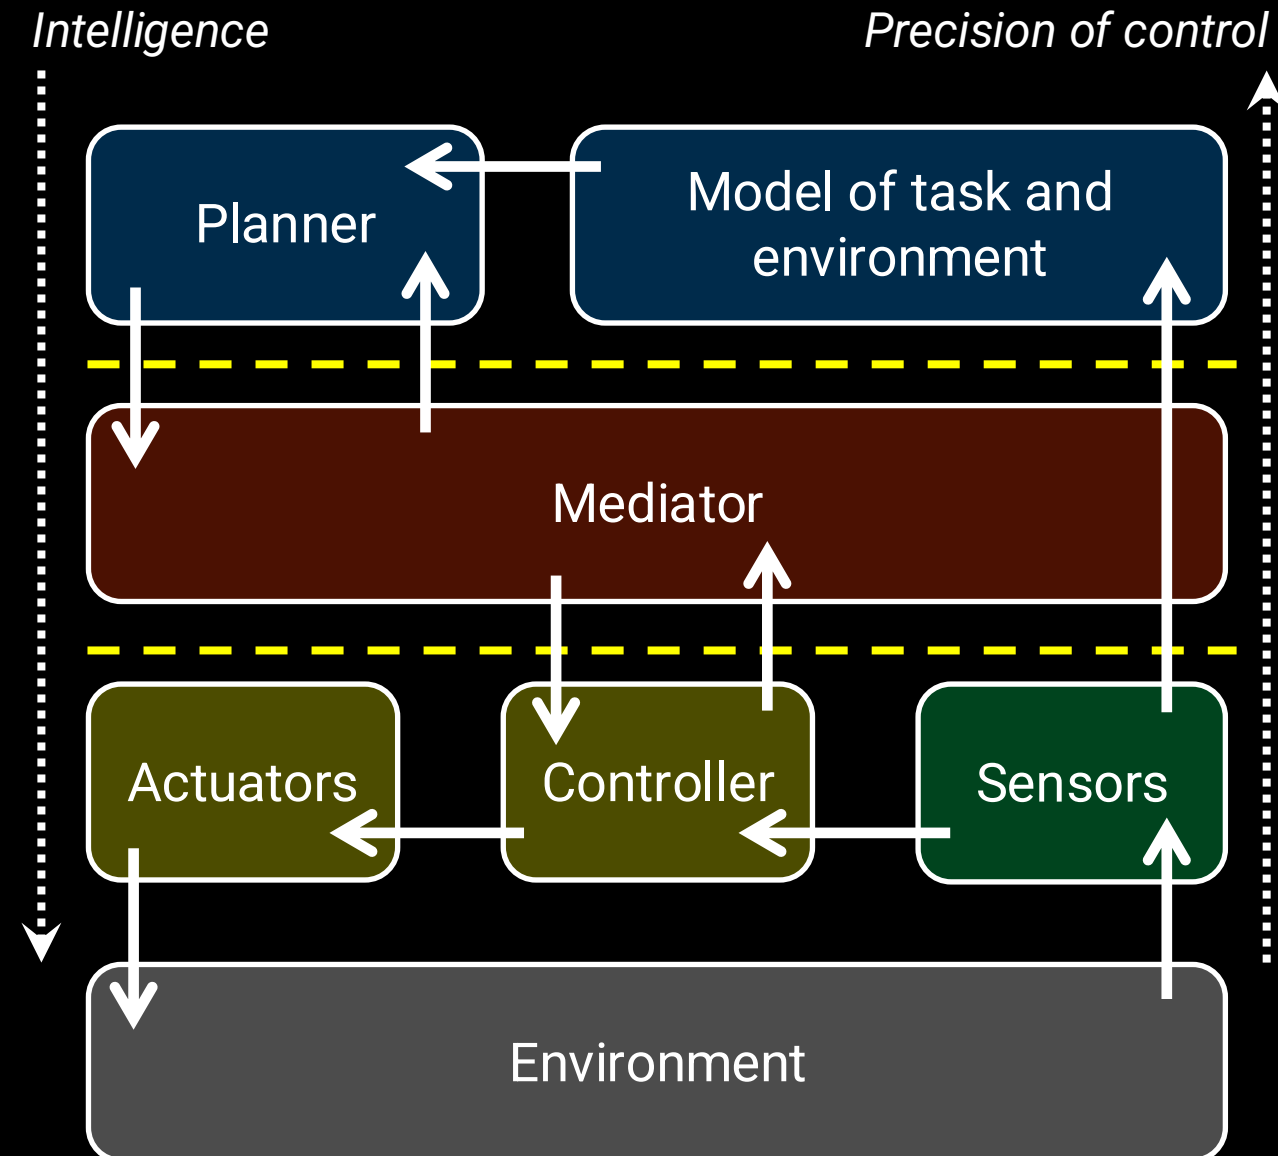 Intelligence
Precision of control
Planner
Model of task and
environment
Mediator
Actuators
Controller
Sensors
Environment